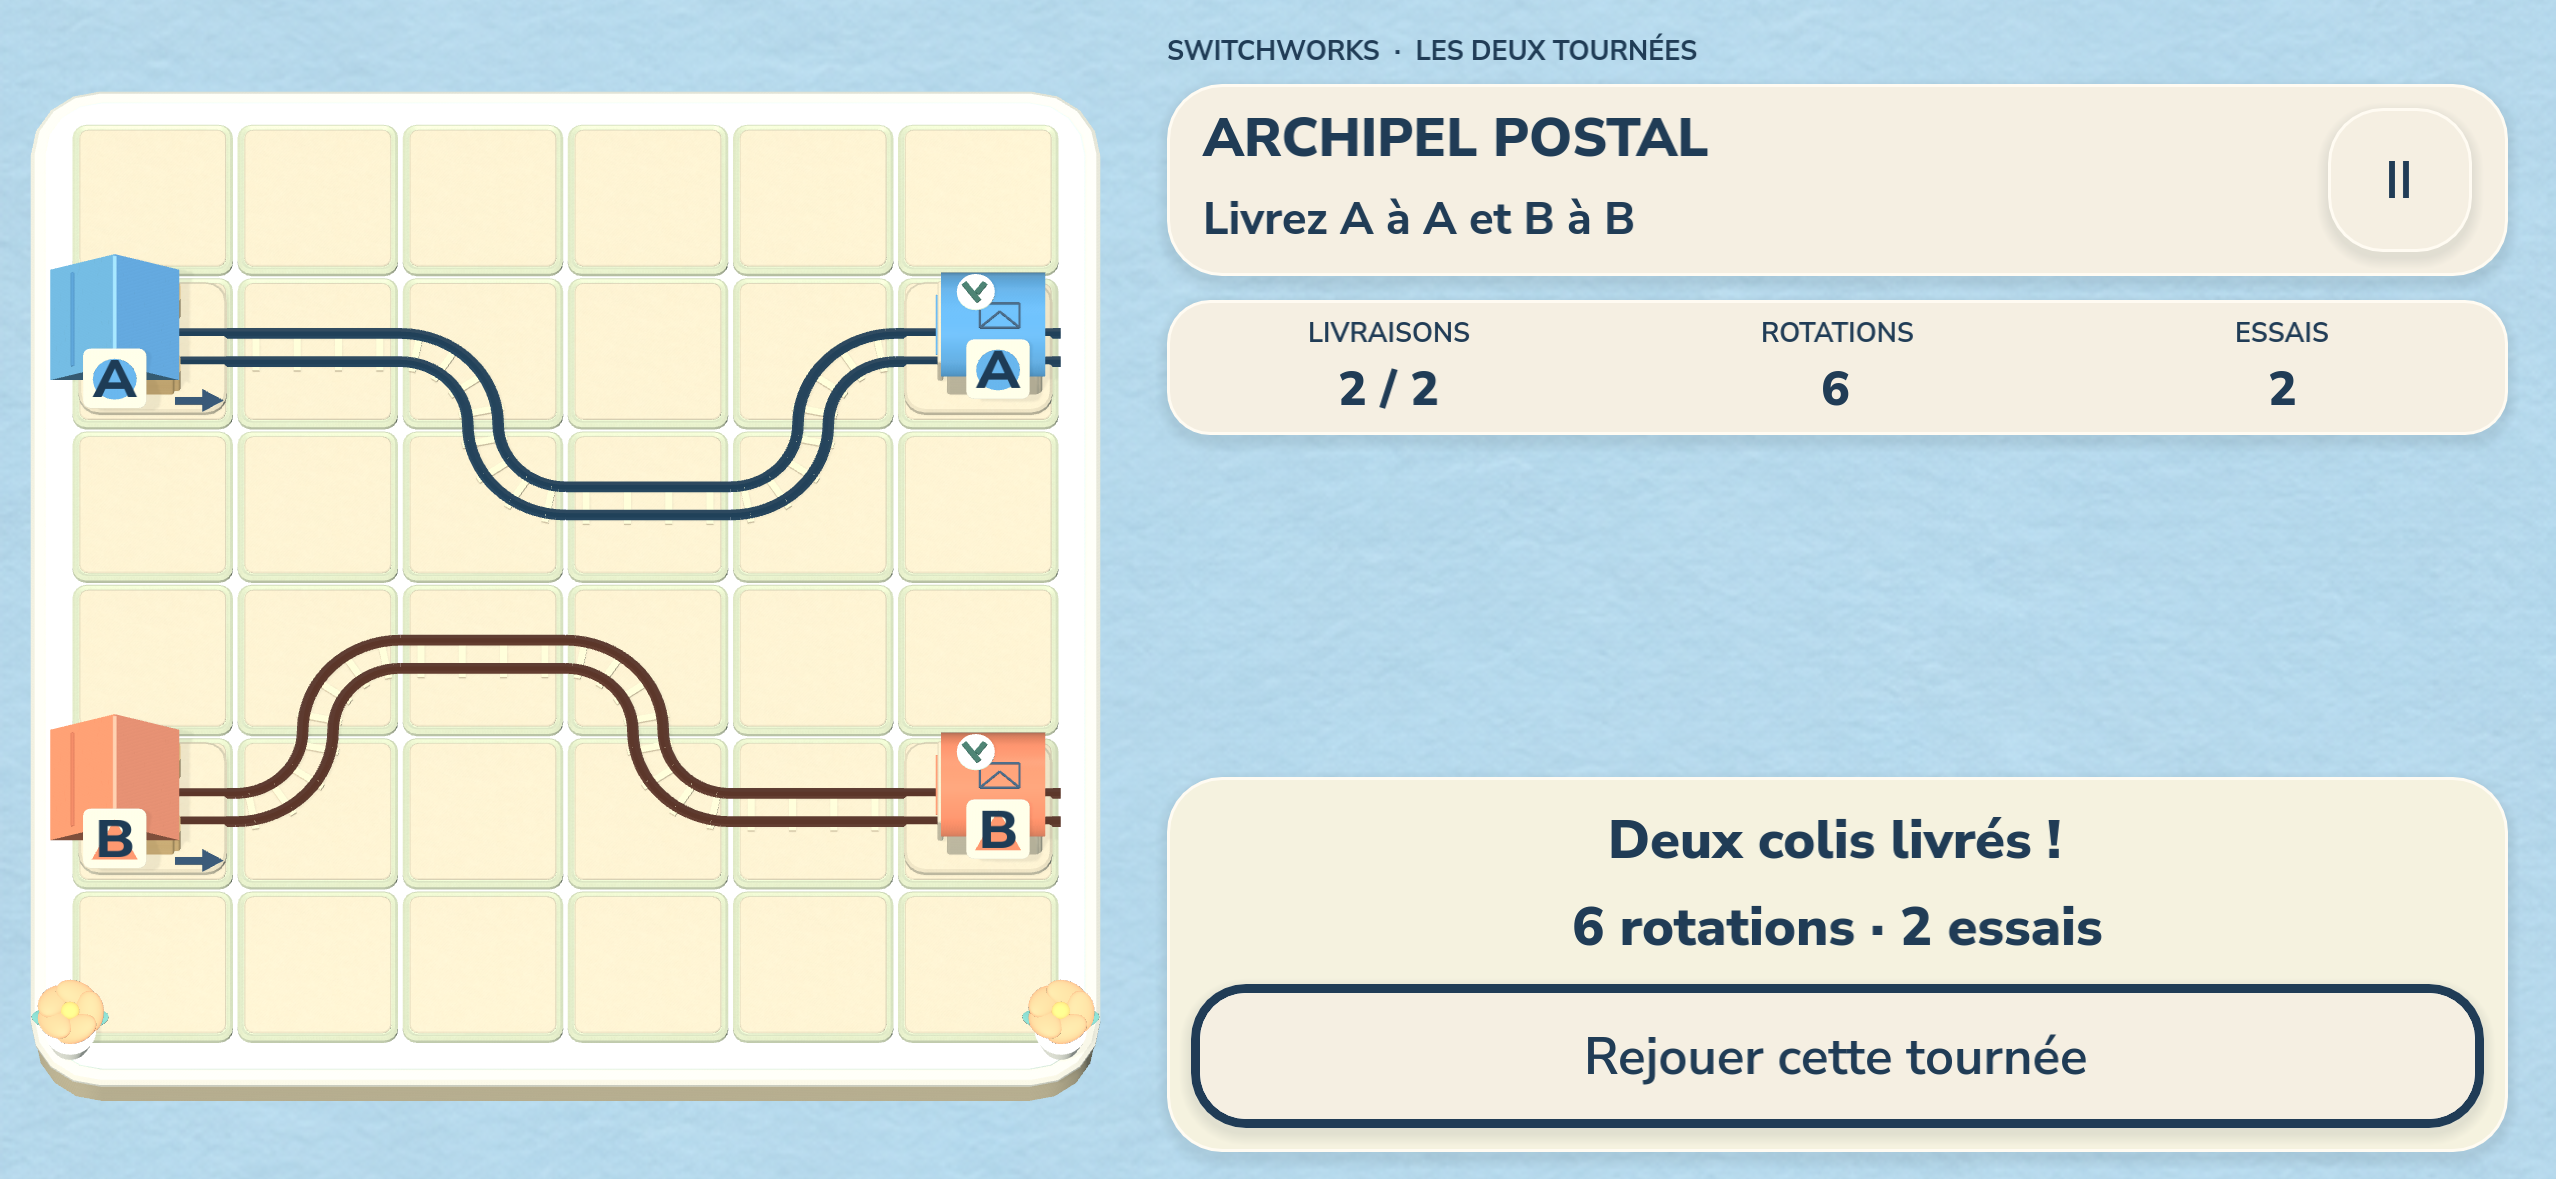 SWITCHWORKS · LES DEUX TOURNÉES
ARCHIPEL POSTAL
Livrez A à A et B à B
LIVRAISONS ROTATIONS ESSAIS
2 / 2 6 2
A A
B B
Deux colis livrés !
6 rotations · 2 essais
Rejouer cette tournée